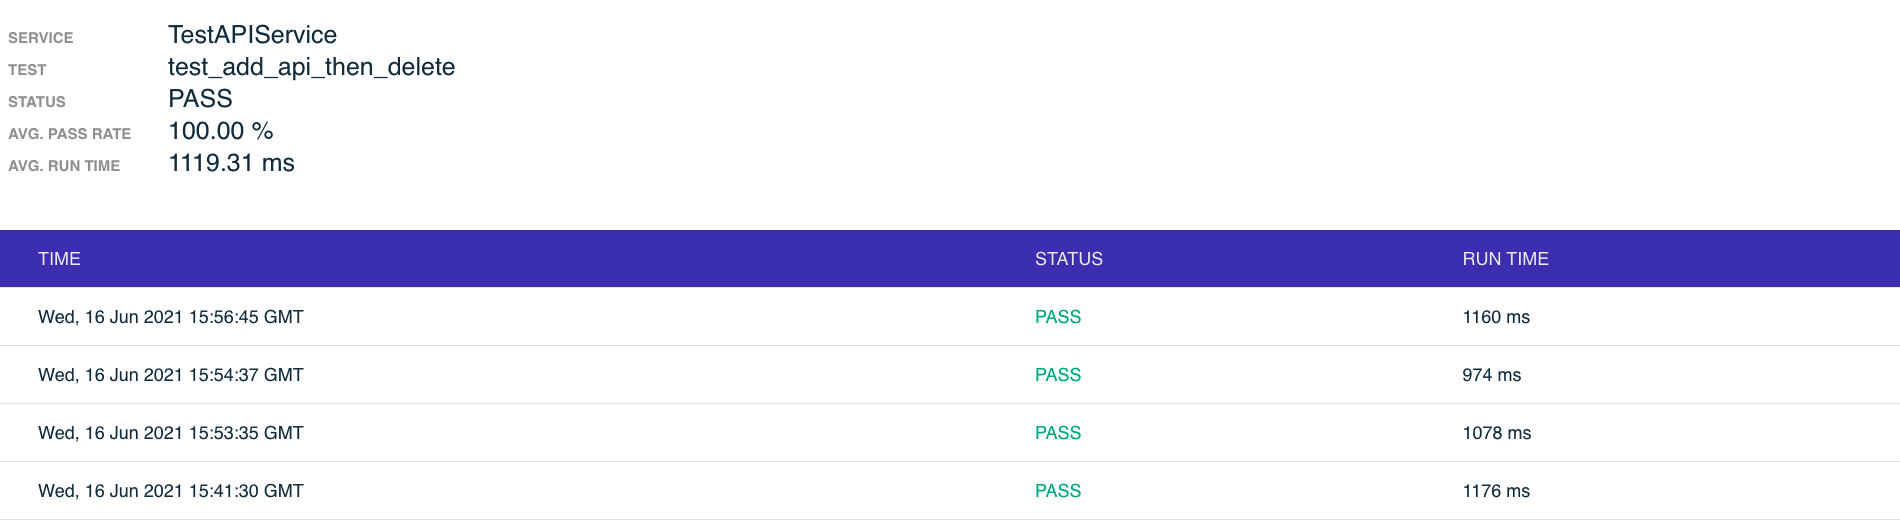 SERVICE TestAPIService
TEST test_add_api_then_delete
STATUS PASS
AVG. PASS RATE 100.00 %
AVG. RUN TIME 1119.31 ms
TIME STATUS RUN TIME
Wed, 16 Jun 2021 15:56:45 GMT PASS 1160 ms
Wed, 16 Jun 2021 15:54:37 GMT PASS 974 ms
Wed, 16 Jun 2021 15:53:35 GMT PASS 1078 ms
Wed, 16 Jun 2021 15:41:30 GMT PASS 1176 ms